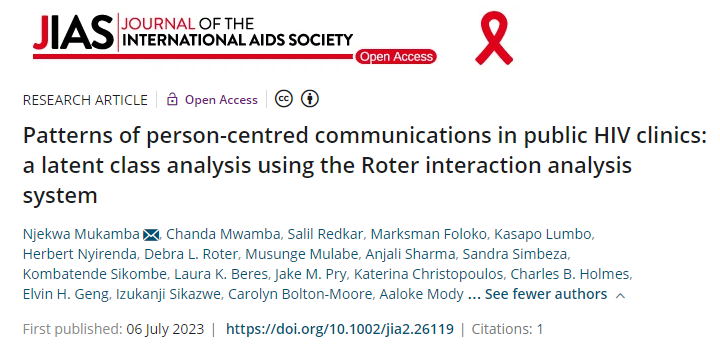 JIAS JOURNAL OF THE
INTERNATIONAL AIDS SOCIETY
Open Access
RESEARCH ARTICLE Open Access cc
Patterns of person-centred communications in public HIV clinics:
a latent class analysis using the Roter interaction analysis
system
Njekwa Mukamba, Chanda Mwamba, Salil Redkar, Marksman Foloko, Kasapo Lumbo,
Herbert Nyirenda, Debra L. Roter, Musunge Mulabe, Anjali Sharma, Sandra Simbeza,
Kombatende Sikombe, Laura K. Beres, Jake M. Pry, Katerina Christopoulos, Charles B. Holmes,
Elvin H. Geng, Izukanji Sikazwe, Carolyn Bolton-Moore, Aaloke Mody ... See fewer authors
First published: 06 July 2023 | https://doi.org/10.1002/jia2.26119 | Citations: 1